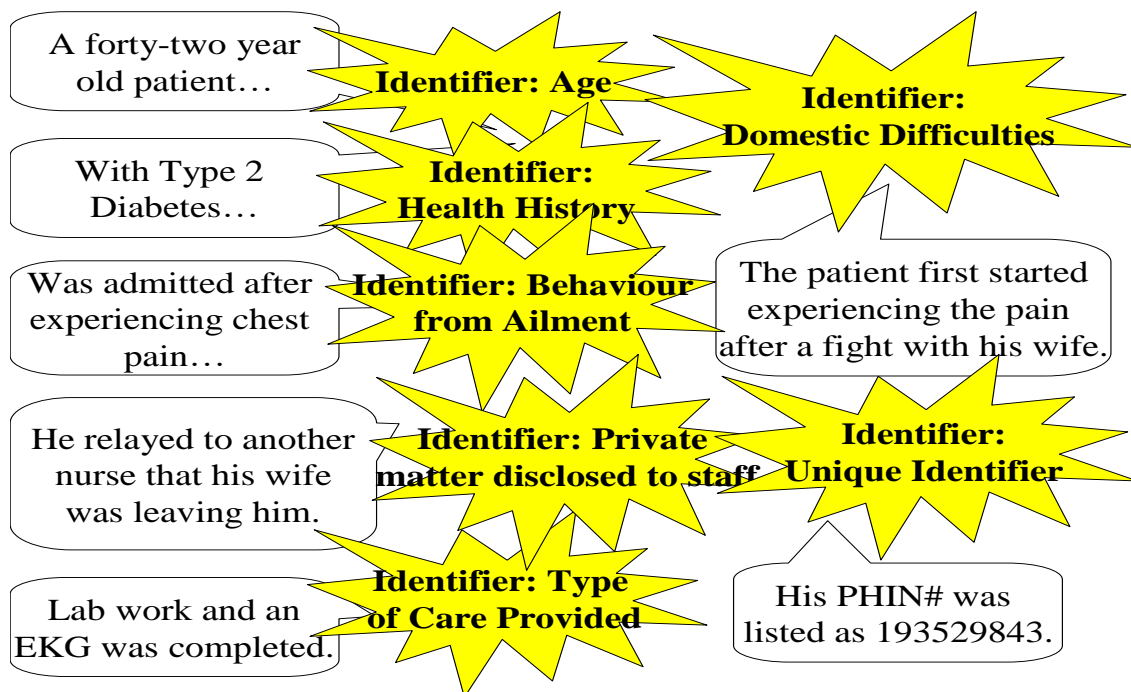 A forty-two year
old patient…
Identifier: Age
With Type 2
Diabetes…
Identifier:
Health History
Was admitted after
experiencing chest
pain…
Identifier: Behaviour
from Ailment
He relayed to another
nurse that his wife
was leaving him.
Identifier: Private
matter disclosed to staff
Lab work and an
EKG was completed.
Identifier: Type
of Care Provided
Identifier:
Domestic Difficulties
The patient first started
experiencing the pain
after a fight with his wife.
Identifier:
Unique Identifier
His PHIN# was
listed as 193529843.